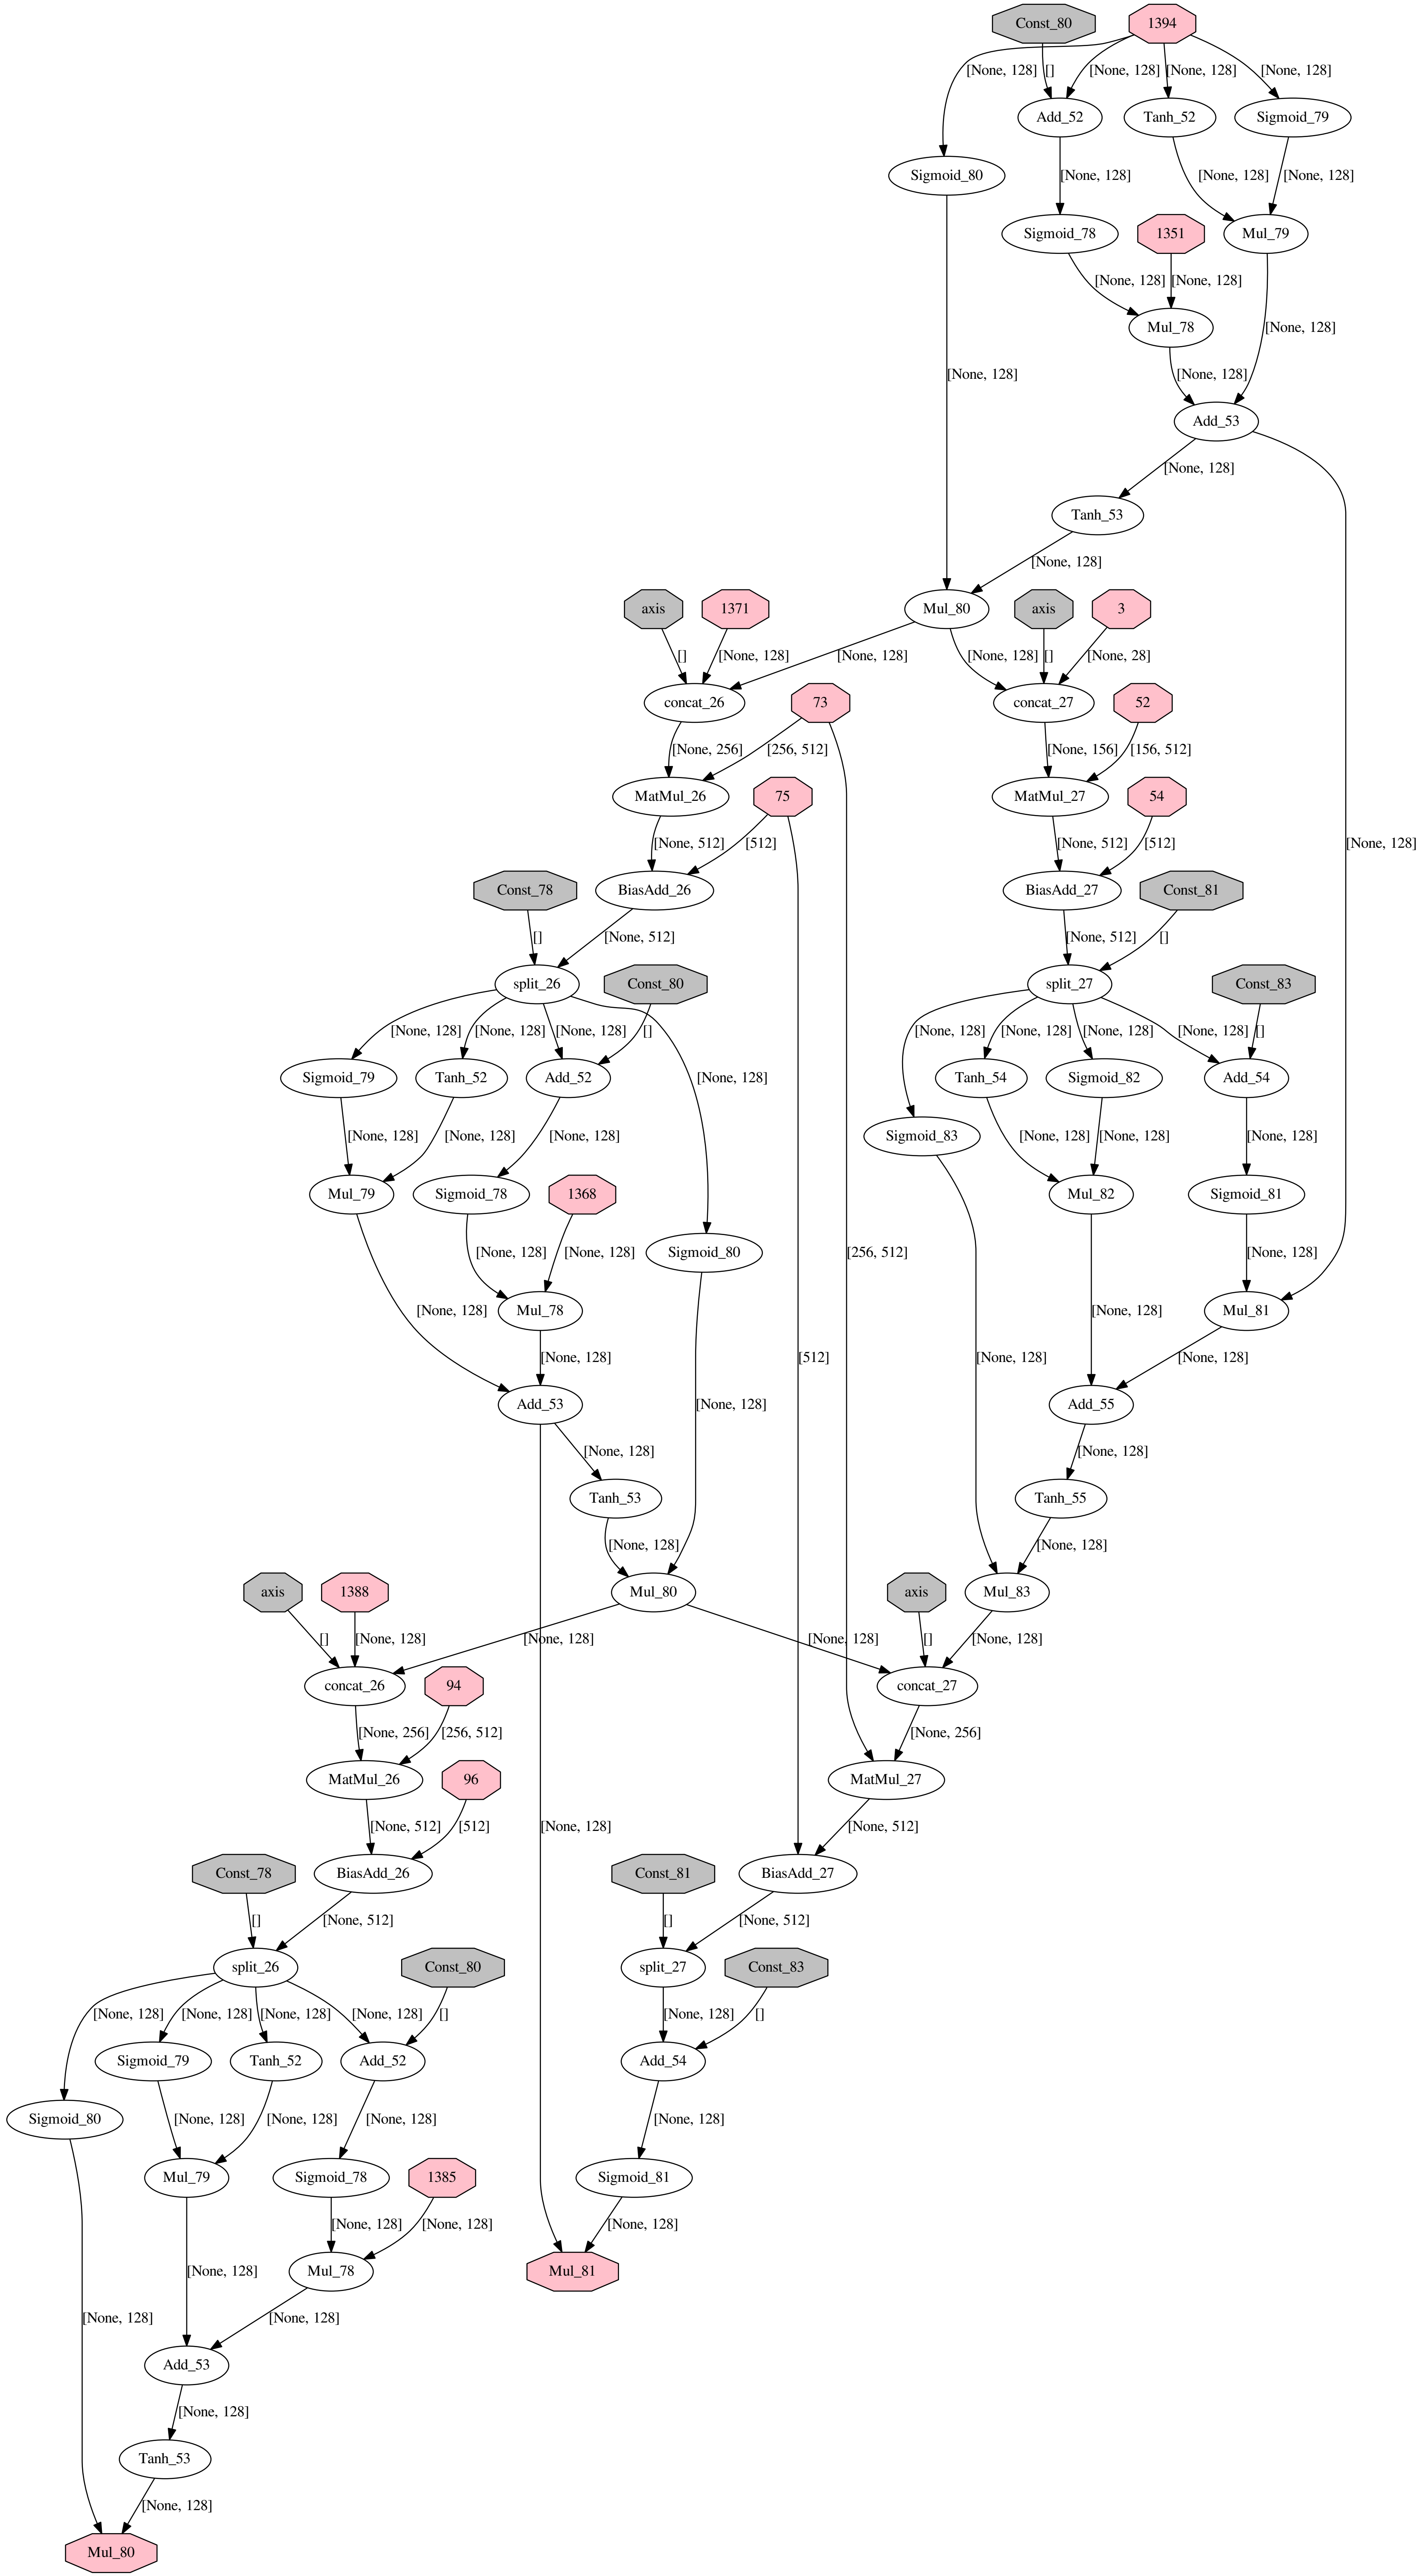 Const_80 1394
[None, 128] [] [None, 128] [None, 128] [None, 128]
Add_52 Tanh_52 Sigmoid_79
Sigmoid_80 [None, 128] [None, 128] [None, 128]
Sigmoid_78 1351 Mul_79
[None, 128] [None, 128]
Mul_78 [None, 128]
[None, 128] [None, 128]
Add_53
[None, 128]
Tanh_53
[None, 128]
axis 1371 Mul_80 axis 3
[] [None, 128] [None, 128] [None, 128] [] [None, 28]
concat_26 73 concat_27 52
[None, 256] [256, 512] [None, 156] [156, 512]
MatMul_26 75 MatMul_27 54
[None, 512] [512] [None, 512] [512] [None, 128]
Const_78 BiasAdd_26 BiasAdd_27 Const_81
[] [None, 512] [None, 512] []
split_26 Const_80 split_27 Const_83
[None, 128] [None, 128] [None, 128] [] [None, 128] [None, 128] [None, 128] [None, 128] []
Sigmoid_79 Tanh_52 Add_52 [None, 128] Tanh_54 Sigmoid_82 Add_54
[None, 128] [None, 128] [None, 128] Sigmoid_83 [None, 128] [None, 128] [None, 128]
Mul_79 Sigmoid_78 1368 Mul_82 Sigmoid_81
[None, 128] [None, 128] Sigmoid_80 [256, 512] [None, 128]
[None, 128] Mul_78 [None, 128] Mul_81
[None, 128] [512] [None, 128] [None, 128]
Add_53 [None, 128] Add_55
[None, 128] [None, 128]
Tanh_53 Tanh_55
[None, 128] [None, 128]
axis 1388 Mul_80 axis Mul_83
[] [None, 128] [None, 128] [None, 128] [] [None, 128]
concat_26 94 concat_27
[None, 256] [256, 512] [None, 256]
MatMul_26 96 MatMul_27
[None, 512] [512] [None, 128] [None, 512]
Const_78 BiasAdd_26 Const_81 BiasAdd_27
[] [None, 512] [] [None, 512]
split_26 Const_80 split_27 Const_83
[None, 128] [None, 128] [None, 128] [None, 128] [] [None, 128] []
Sigmoid_79 Tanh_52 Add_52 Add_54
Sigmoid_80 [None, 128] [None, 128] [None, 128] [None, 128]
Mul_79 Sigmoid_78 1385 Sigmoid_81
[None, 128] [None, 128] [None, 128]
[None, 128] Mul_78 Mul_81
[None, 128] [None, 128]
Add_53
[None, 128]
Tanh_53
[None, 128]
Mul_80